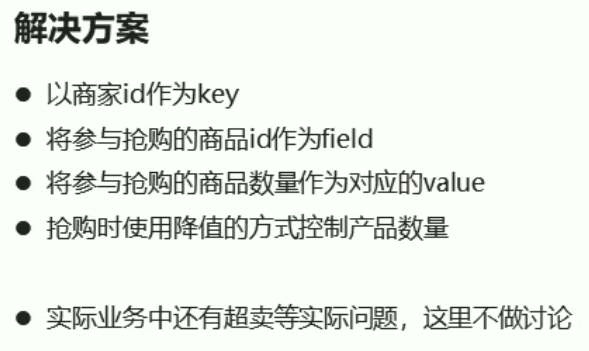 解决方案
● 以商家id作为key
● 将参与抢购的商品id作为field
● 将参与抢购的商品数量作为对应的value
● 抢购时使用降值的方式控制产品数量
● 实际业务中还有超卖等实际问题，这里不做讨论